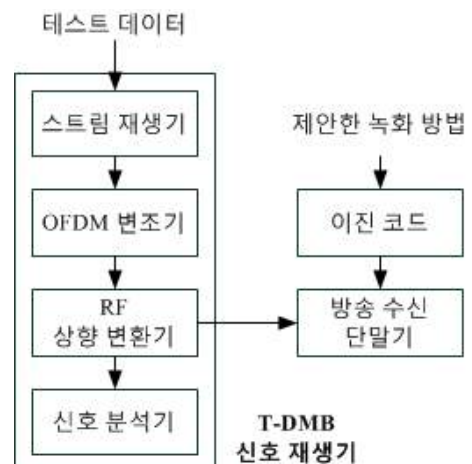 테스트 데이터
스트림 재생기
OFDM 변조기
RF
상향 변환기
신호 분석기
T-DMB
신호 재생기
제안한 녹화 방법
이진 코드
방송 수신
단말기